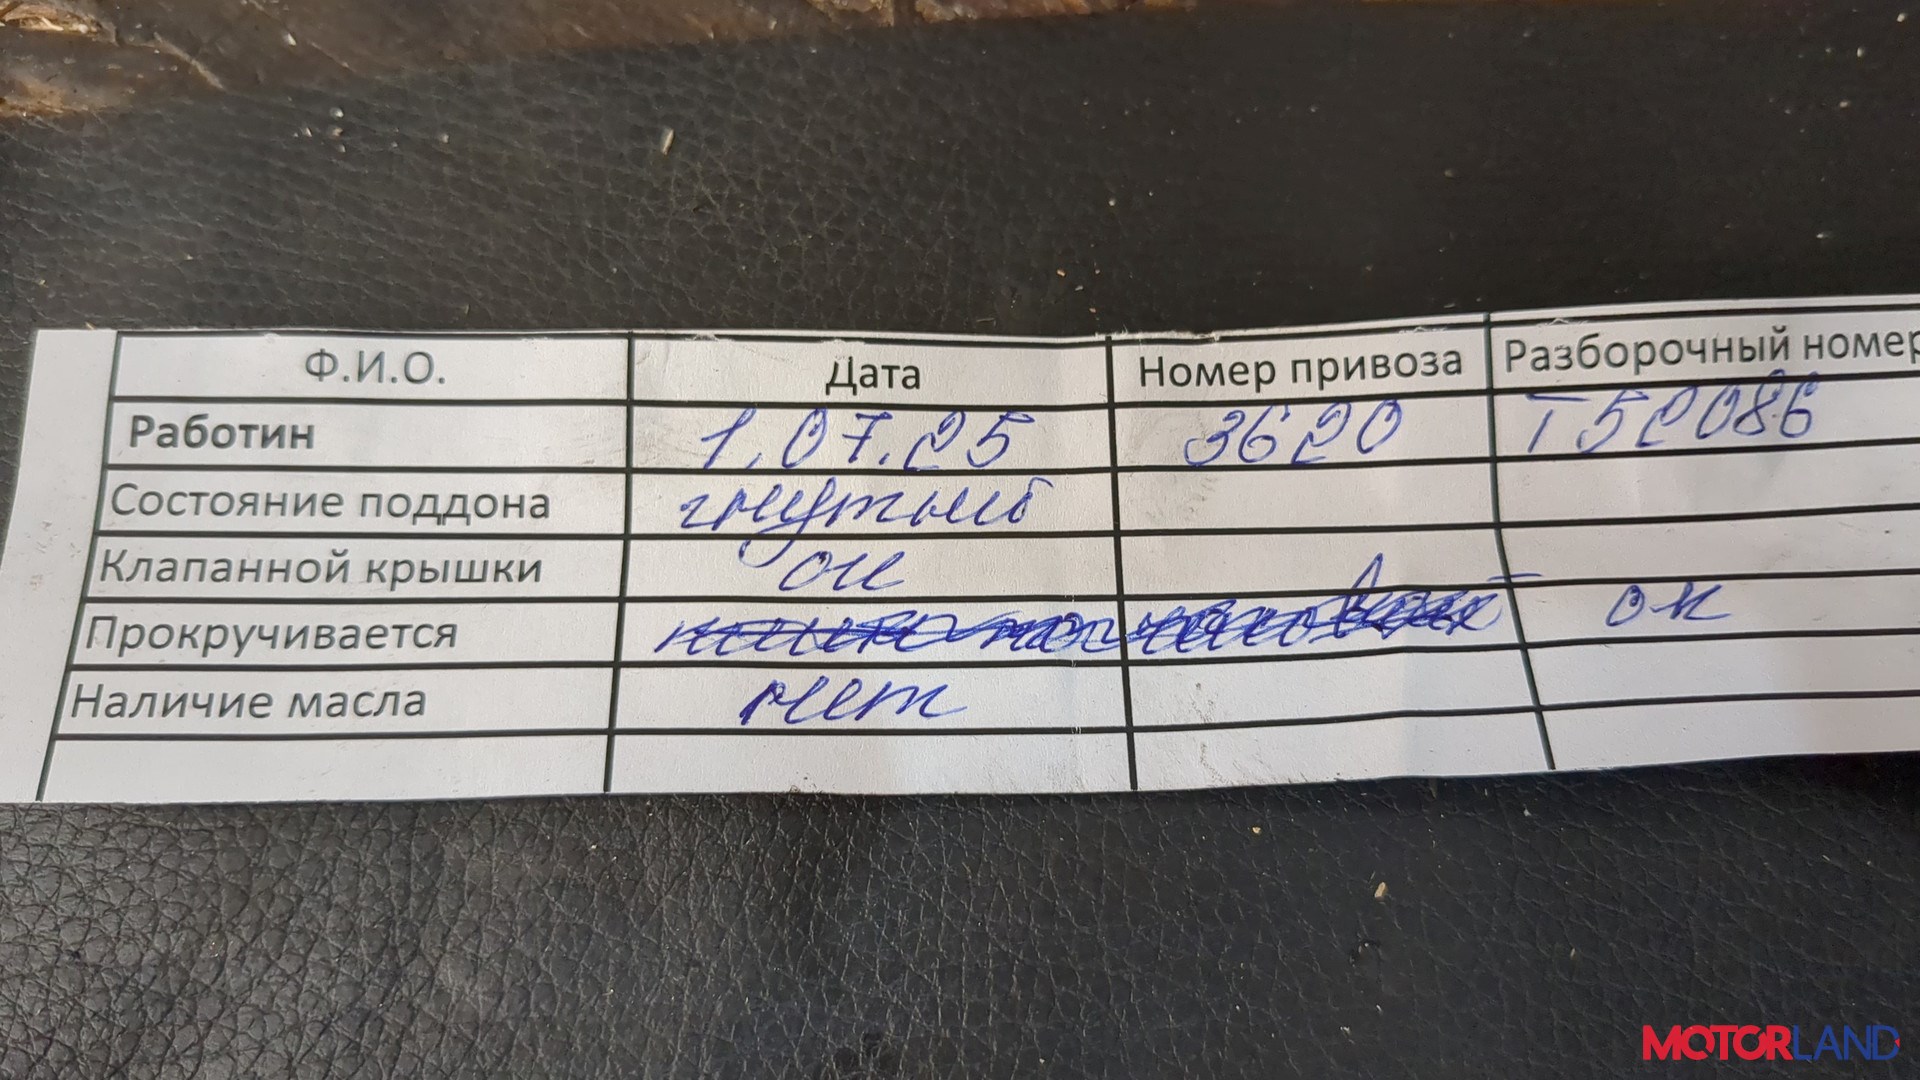 Ф.И.О. Дата Номер привоза Разборочный номер
Работин 1.07.25 3620 Т52086
Состояние поддона гнутый
Клапанной крышки ок
Прокручивается ок
Наличие масла нет
MOTORLAND